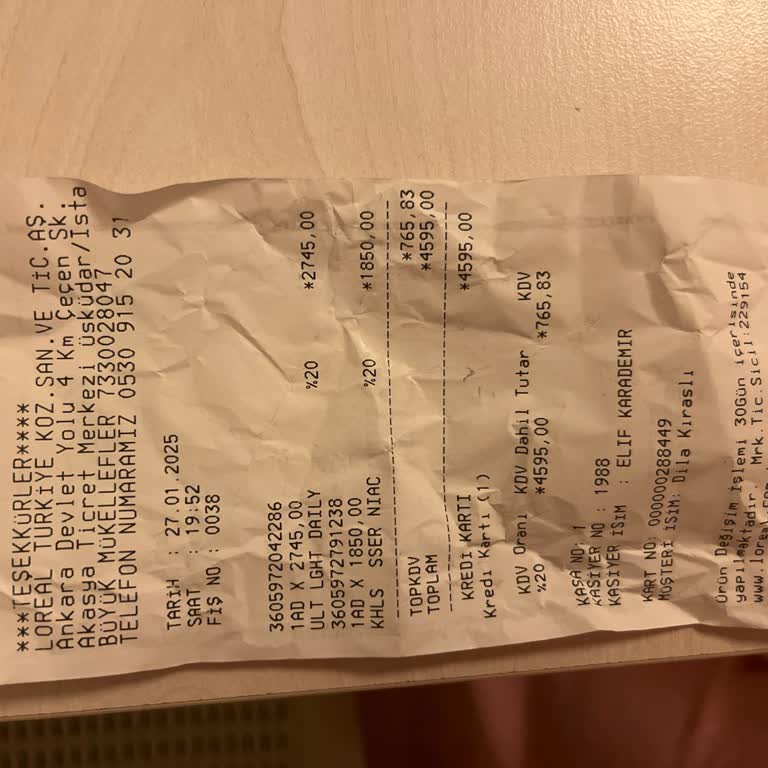 ***TEŞEKKÜRLER****
LOREAL TÜRKİYE KOZ.SAN.VE TİC.AŞ.
Ankara Devlet Yolu 4 Km Çeçen Sk.
Akasya Ticret Merkezi üsküdar/İsta
BÜYÜK MÜKELLEFLER 7330028047
TELEFON NUMARAMIZ 0530 915 20 31
TARİH : 27.01.2025
SAAT : 19:52
FİŞ NO : 0038
3605972042286
1AD X 2745,00
ULT LGHT DAILY %20 *2745,00
3605972791238
1AD X 1850,00
KHLS SSER NIAC %20 *1850,00
TOPKDV *765,83
TOPLAM *4595,00
KREDİ KARTI *4595,00
Kredi Kartı(1)
KDV Oranı KDV Dahil Tutar KDV
%20 *4595,00 *765,83
KASA NO: 1
KASİYER NO : 1988
KASİYER İSİM : ELIF KARADEMIR
KART NO: 000000288449
MÜŞTERİ İSİM: Dila Kıraslı
Ürün Değişim İşlemi 30Gün içerisinde
yapılmaktadır. Mrk.Tic.Sicil:229154